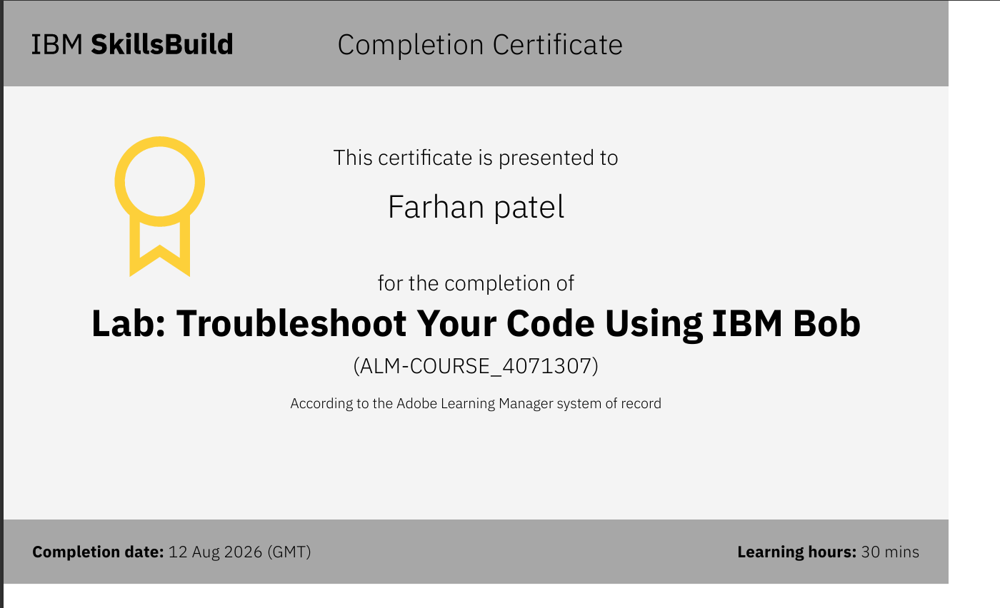 IBM SkillsBuild
Completion Certificate
This certificate is presented to
Farhan patel
for the completion of
Lab: Troubleshoot Your Code Using IBM Bob
(ALM-COURSE_4071307)
According to the Adobe Learning Manager system of record
Completion date: 12 Aug 2026 (GMT)
Learning hours: 30 mins